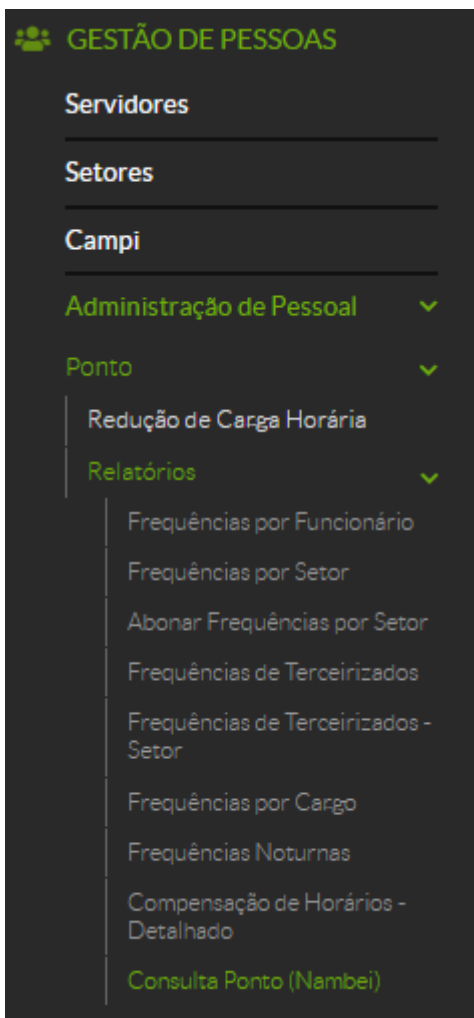 GESTÃO DE PESSOAS
Servidores
Setores
Campi
Administração de Pessoal
Ponto
Redução de Carga Horária
Relatórios
Frequências por Funcionário
Frequências por Setor
Abonar Frequências por Setor
Frequências de Terceirizados
Frequências de Terceirizados -
Setor
Frequências por Cargo
Frequências Noturnas
Compensação de Horários -
Detalhado
Consulta Ponto (Nambei)